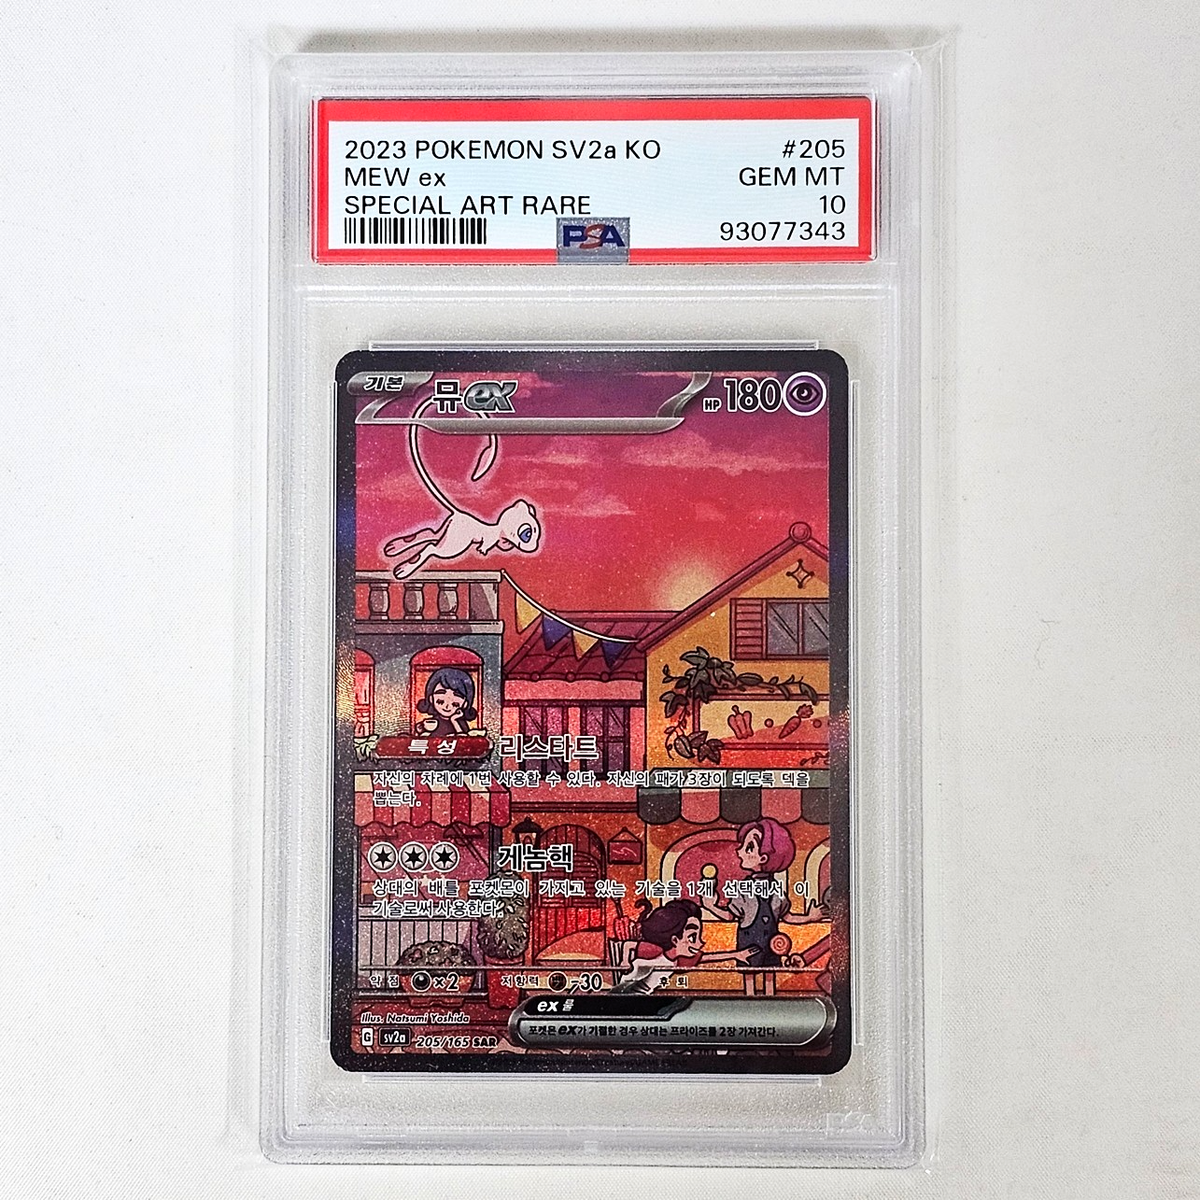 2023 POKEMON SV2a KO #205
MEW ex GEM MT
SPECIAL ART RARE 10
PSA 93077343
기본 뮤ex HP 180
특성 리스타트
자신의 차례에 1번 사용할 수 있다. 자신의 패가 3장이 되도록 덱을
뽑는다.
게놈핵
상대의 배틀 포켓몬이 가지고 있는 기술을 1개 선택해서, 이
기술로써 사용한다.
약점 ×2 저항력 -30 후퇴
ex 룰
포켓몬 ex가 기절한 경우 상대는 프라이즈를 2장 가져간다.
Illus. Natsumi Yoshida
G sv2a 205/165 SAR